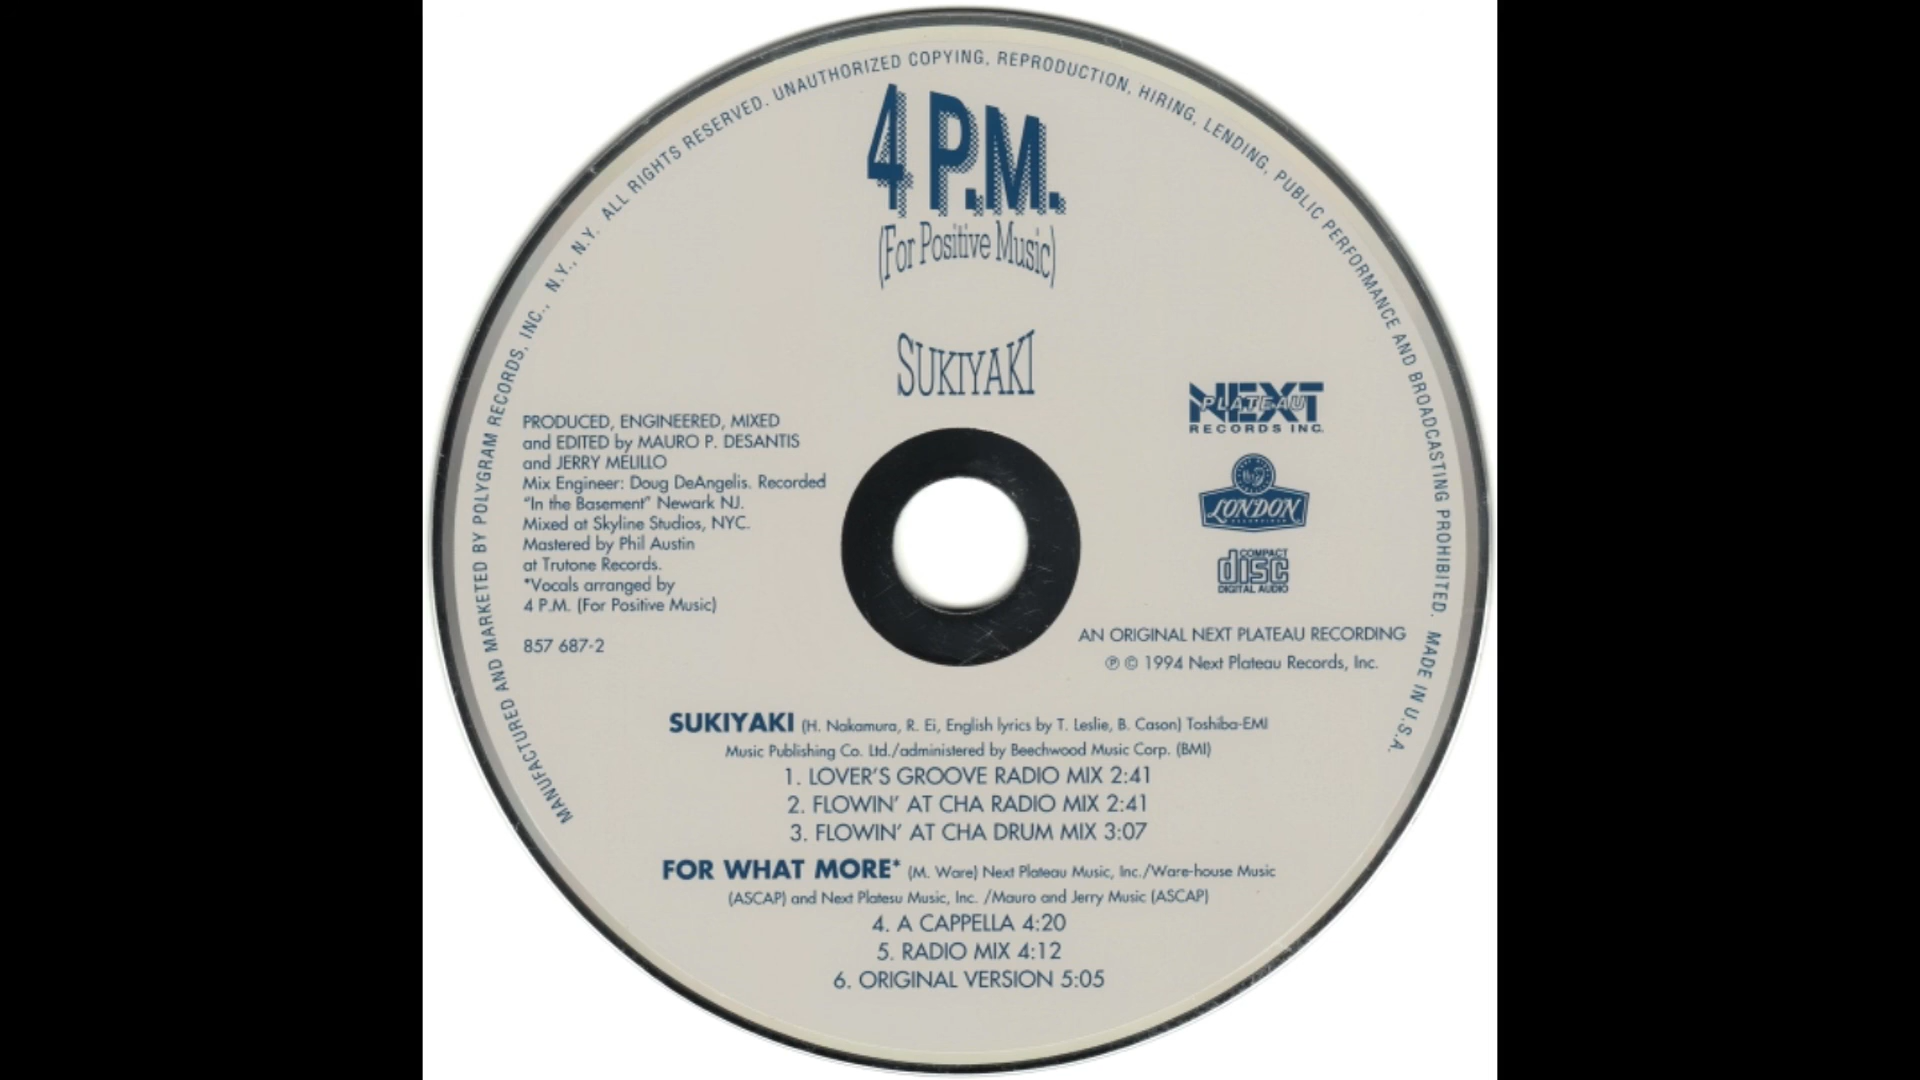 MANUFACTURED AND MARKETED BY POLYGRAM RECORDS, INC., N.Y., N.Y. ALL RIGHTS RESERVED. UNAUTHORIZED COPYING, REPRODUCTION, HIRING, LENDING, PUBLIC PERFORMANCE AND BROADCASTING PROHIBITED. MADE IN U.S.A.
4 P.M.
(For Positive Music)
SUKIYAKI
PRODUCED, ENGINEERED, MIXED
and EDITED by MAURO P. DESANTIS
and JERRY MELILLO
Mix Engineer: Doug DeAngelis. Recorded
"In the Basement" Newark NJ.
Mixed at Skyline Studios, NYC.
Mastered by Phil Austin
at Trutone Records.
*Vocals arranged by
4 P.M. (For Positive Music)
857 687-2
NEXT
PLATEAU
RECORDS INC.
LONDON
COMPACT
disc
DIGITAL AUDIO
AN ORIGINAL NEXT PLATEAU RECORDING
℗ © 1994 Next Plateau Records, Inc.
SUKIYAKI (H. Nakamura, R. Ei, English lyrics by T. Leslie, B. Cason) Toshiba-EMI
Music Publishing Co. Ltd./administered by Beechwood Music Corp. (BMI)
1. LOVER'S GROOVE RADIO MIX 2:41
2. FLOWIN' AT CHA RADIO MIX 2:41
3. FLOWIN' AT CHA DRUM MIX 3:07
FOR WHAT MORE* (M. Ware) Next Plateau Music, Inc./Ware-house Music
(ASCAP) and Next Platesu Music, Inc. /Mauro and Jerry Music (ASCAP)
4. A CAPPELLA 4:20
5. RADIO MIX 4:12
6. ORIGINAL VERSION 5:05